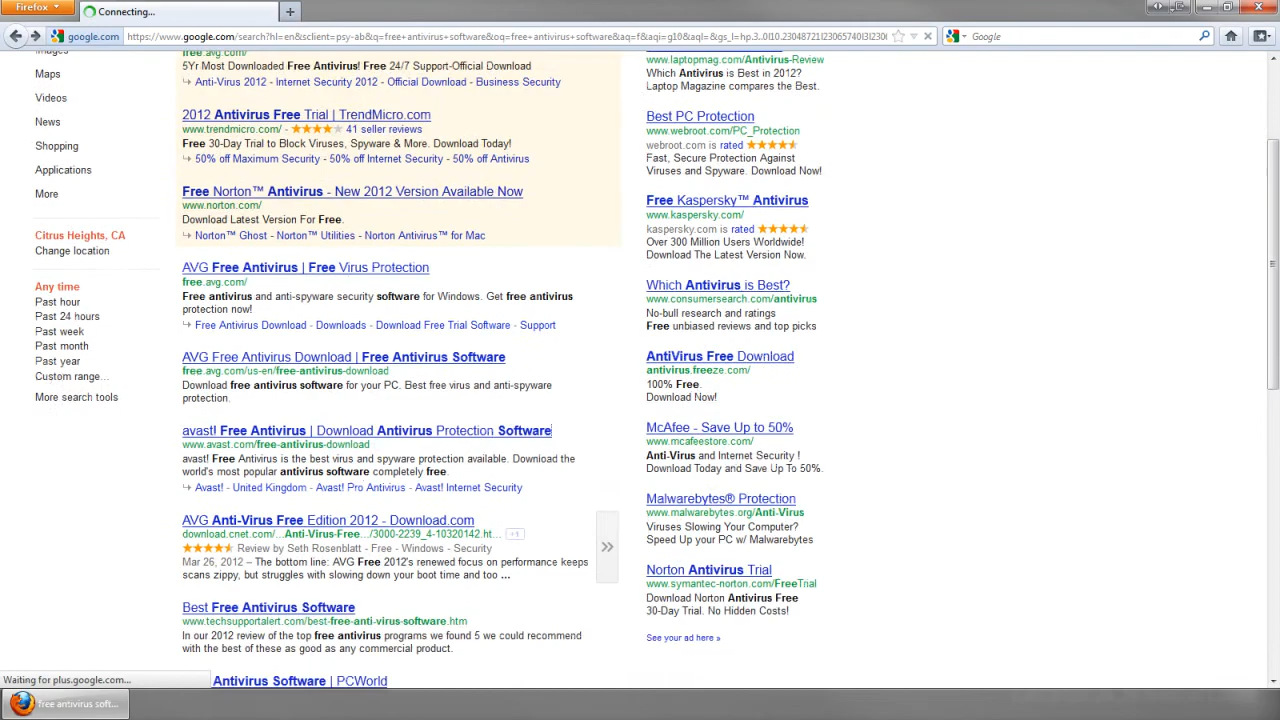 Firefox
Connecting...
google.com
https://www.google.com/search?hl=en&sclient=psy-ab&q=free+antivirus+software&oq=free+antivirus+software&aq=f&aqi=g10&aql=&gs_l=hp.3..0l10.23048l7
Google
Images
Maps
Videos
News
Shopping
Applications
More
Citrus Heights, CA
Change location
Any time
Past hour
Past 24 hours
Past week
Past month
Past year
Custom range...
More search tools
free.avg.com/
5Yr Most Downloaded Free Antivirus! Free 24/7 Support-Official Download
Anti-Virus 2012 - Internet Security 2012 - Official Download - Business Security
2012 Antivirus Free Trial | TrendMicro.com
www.trendmicro.com/ - 41 seller reviews
Free 30-Day Trial to Block Viruses, Spyware & More. Download Today!
50% off Maximum Security - 50% off Internet Security - 50% off Antivirus
Free Norton™ Antivirus - New 2012 Version Available Now
www.norton.com/
Download Latest Version For Free.
Norton™ Ghost - Norton™ Utilities - Norton Antivirus™ for Mac
AVG Free Antivirus | Free Virus Protection
free.avg.com/
Free antivirus and anti-spyware security software for Windows. Get free antivirus
protection now!
Free Antivirus Download - Downloads - Download Free Trial Software - Support
AVG Free Antivirus Download | Free Antivirus Software
free.avg.com/us-en/free-antivirus-download
Download free antivirus software for your PC. Best free virus and anti-spyware
protection.
avast! Free Antivirus | Download Antivirus Protection Software
www.avast.com/free-antivirus-download
avast! Free Antivirus is the best virus and spyware protection available. Download the
world's most popular antivirus software completely free.
Avast! - United Kingdom - Avast! Pro Antivirus - Avast! Internet Security
AVG Anti-Virus Free Edition 2012 - Download.com
download.cnet.com/...Anti-Virus-Free.../3000-2239_4-10320142.ht... +1
Review by Seth Rosenblatt - Free - Windows - Security
Mar 26, 2012 – The bottom line: AVG Free 2012's renewed focus on performance keeps
scans zippy, but struggles with slowing down your boot time and too ...
Best Free Antivirus Software
www.techsupportalert.com/best-free-anti-virus-software.htm
In our 2012 review of the top free antivirus programs we found 5 we could recommend
with the best of these as good as any commercial product.
Antivirus Software | PCWorld
www.laptopmag.com/Antivirus-Review
Which Antivirus is Best in 2012?
Laptop Magazine compares the Best.
Best PC Protection
www.webroot.com/PC_Protection
webroot.com is rated
Fast, Secure Protection Against
Viruses and Spyware. Download Now!
Free Kaspersky™ Antivirus
www.kaspersky.com/
kaspersky.com is rated
Over 300 Million Users Worldwide!
Download The Latest Version Now.
Which Antivirus is Best?
www.consumersearch.com/antivirus
No-bull research and ratings
Free unbiased reviews and top picks
AntiVirus Free Download
antivirus.freeze.com/
100% Free.
Download Now!
McAfee - Save Up to 50%
www.mcafeestore.com/
Anti-Virus and Internet Security !
Download Today and Save Up To 50%.
Malwarebytes® Protection
www.malwarebytes.org/Anti-Virus
Viruses Slowing Your Computer?
Speed Up your PC w/ Malwarebytes
Norton Antivirus Trial
www.symantec-norton.com/FreeTrial
Download Norton Antivirus Free
30-Day Trial. No Hidden Costs!
See your ad here »
Waiting for plus.google.com...
free antivirus soft...